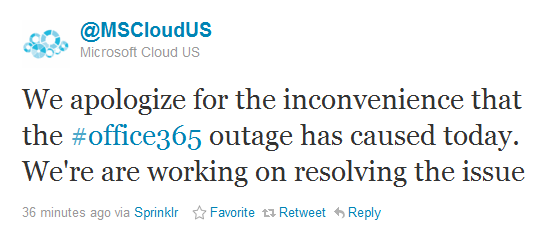 @MSCloudUS
Microsoft Cloud US
We apologize for the inconvenience that
the #office365 outage has caused today.
We're are working on resolving the issue
36 minutes ago via Sprinklr Favorite Retweet Reply